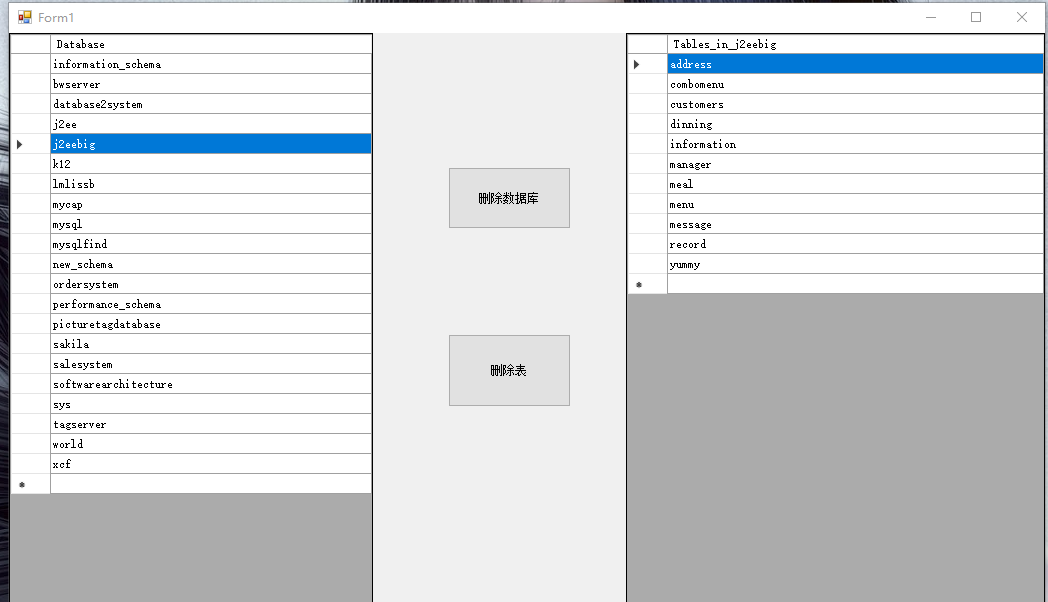 Form1
Database
information_schema
bwserver
database2system
j2ee
j2eebig
k12
lmlissb
mycap
mysql
mysqlfind
new_schema
ordersystem
performance_schema
picturetagdatabase
sakila
salesystem
softwarearchitecture
sys
tagserver
world
xcf
删除数据库
删除表
Tables_in_j2eebig
address
combomenu
customers
dinning
information
manager
meal
menu
message
record
yummy